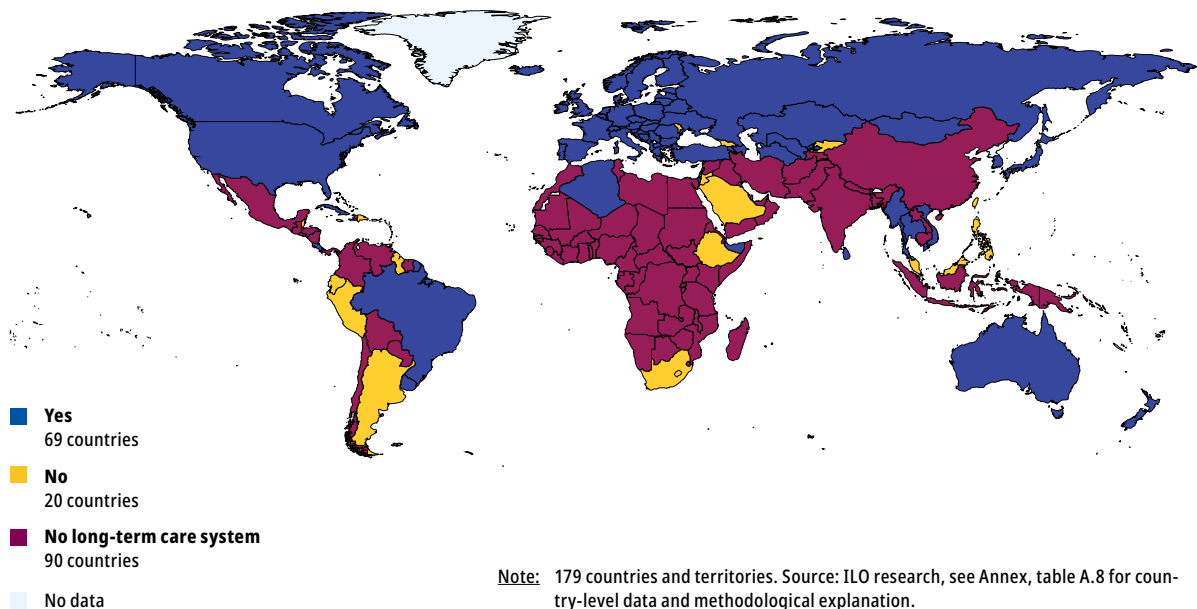 Yes
69 countries
No
20 countries
No long-term care system
90 countries
No data
Note: 179 countries and territories. Source: ILO research, see Annex, table A.8 for coun-
try-level data and methodological explanation.